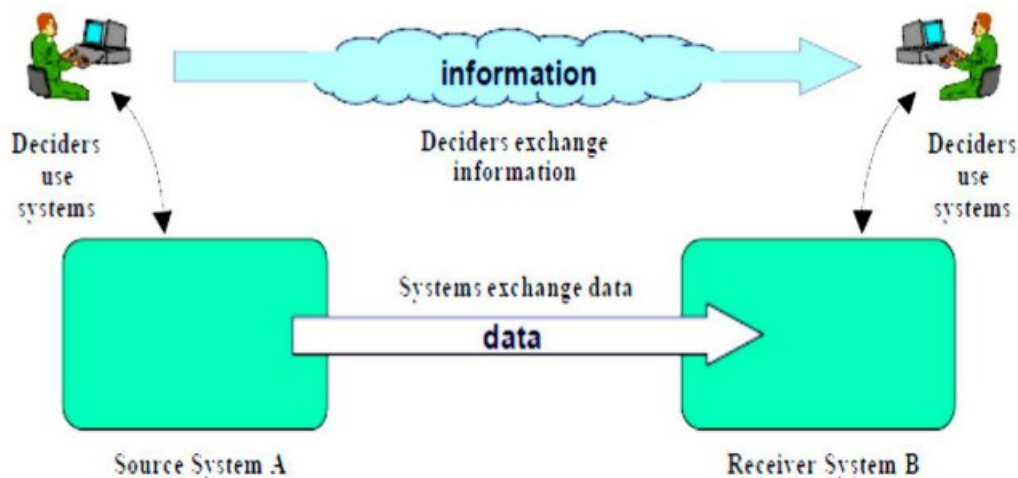 information
Deciders exchange
information
Deciders
use
systems
Deciders
use
systems
Systems exchange data
data
Source System A
Receiver System B